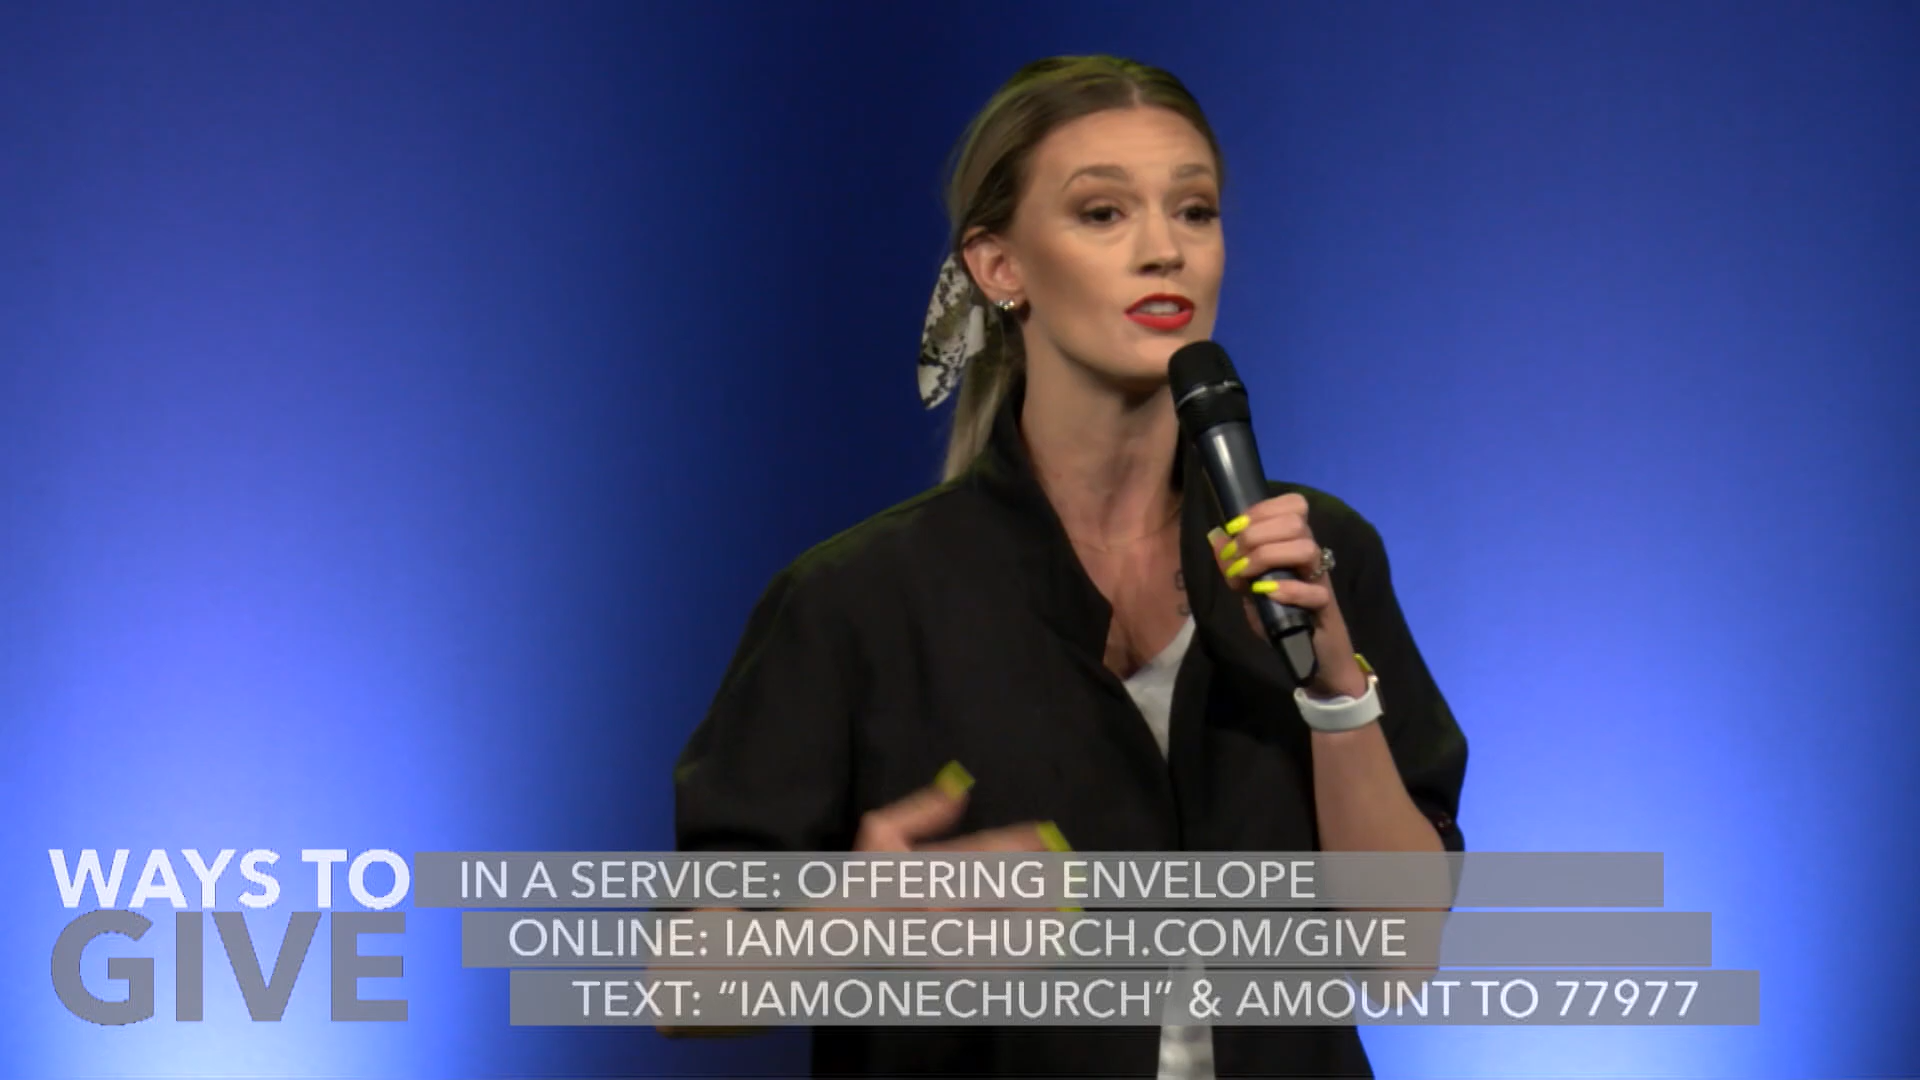 WAYS TO
GIVE
IN A SERVICE: OFFERING ENVELOPE
ONLINE: IAMONECHURCH.COM/GIVE
TEXT: “IAMONECHURCH” & AMOUNT TO 77977